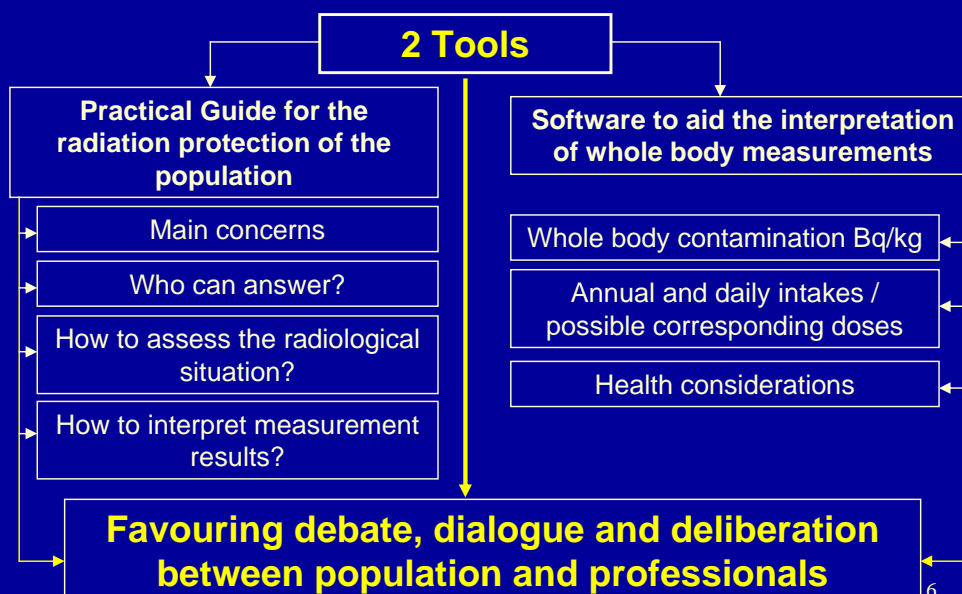 2 Tools
Practical Guide for the
radiation protection of the
population
Main concerns
Who can answer?
How to assess the radiological
situation?
How to interpret measurement
results?
Software to aid the interpretation
of whole body measurements
Whole body contamination Bq/kg
Annual and daily intakes /
possible corresponding doses
Health considerations
Favouring debate, dialogue and deliberation
between population and professionals
6